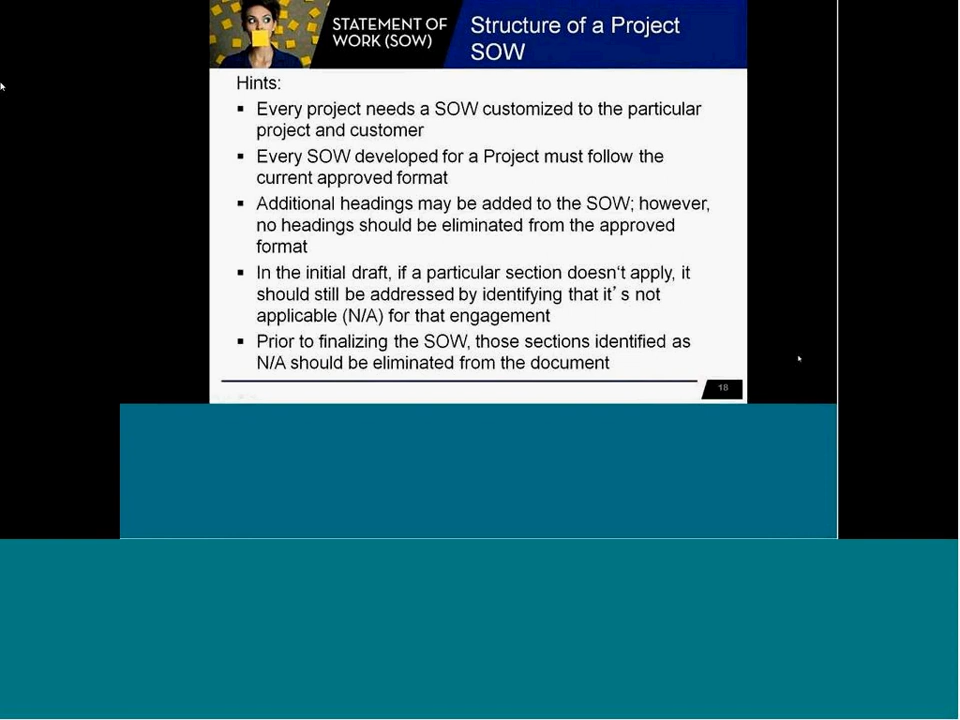 STATEMENT OF
WORK (SOW)
Structure of a Project
SOW
Hints:
▪ Every project needs a SOW customized to the particular
project and customer
▪ Every SOW developed for a Project must follow the
current approved format
▪ Additional headings may be added to the SOW; however,
no headings should be eliminated from the approved
format
▪ In the initial draft, if a particular section doesn't apply, it
should still be addressed by identifying that it's not
applicable (N/A) for that engagement
▪ Prior to finalizing the SOW, those sections identified as
N/A should be eliminated from the document
18